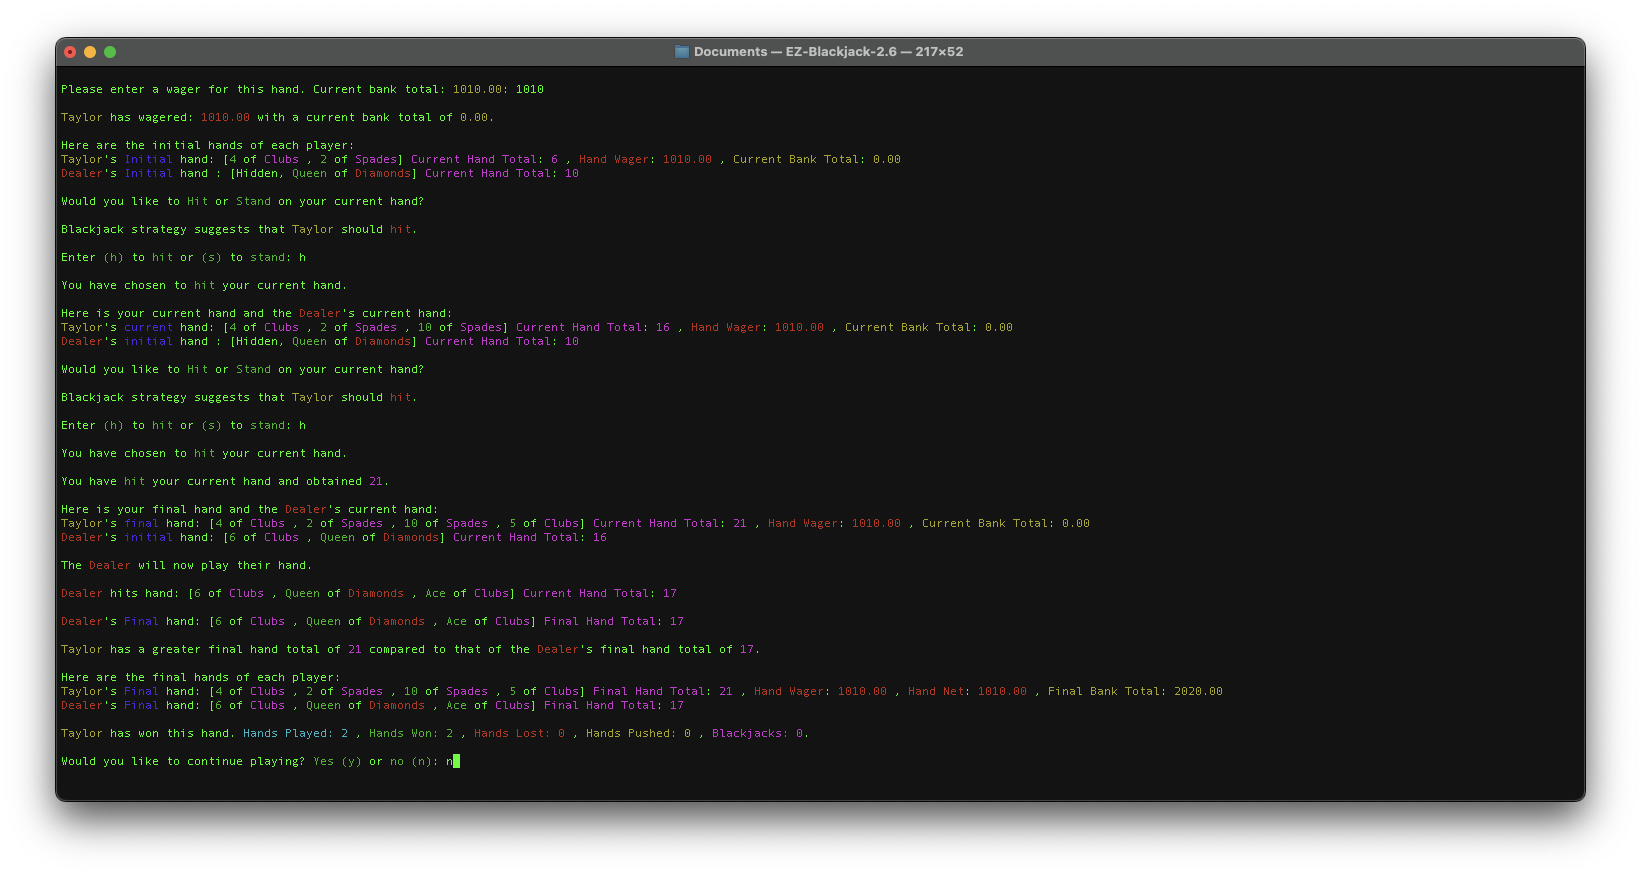 Documents — EZ-Blackjack-2.6 — 217×52
Please enter a wager for this hand. Current bank total: 1010.00: 1010
Taylor has wagered: 1010.00 with a current bank total of 0.00.
Here are the initial hands of each player:
Taylor's Initial hand: [4 of Clubs , 2 of Spades] Current Hand Total: 6 , Hand Wager: 1010.00 , Current Bank Total: 0.00
Dealer's Initial hand : [Hidden, Queen of Diamonds] Current Hand Total: 10
Would you like to Hit or Stand on your current hand?
Blackjack strategy suggests that Taylor should hit.
Enter (h) to hit or (s) to stand: h
You have chosen to hit your current hand.
Here is your current hand and the Dealer's current hand:
Taylor's current hand: [4 of Clubs , 2 of Spades , 10 of Spades] Current Hand Total: 16 , Hand Wager: 1010.00 , Current Bank Total: 0.00
Dealer's initial hand : [Hidden, Queen of Diamonds] Current Hand Total: 10
Would you like to Hit or Stand on your current hand?
Blackjack strategy suggests that Taylor should hit.
Enter (h) to hit or (s) to stand: h
You have chosen to hit your current hand.
You have hit your current hand and obtained 21.
Here is your final hand and the Dealer's current hand:
Taylor's final hand: [4 of Clubs , 2 of Spades , 10 of Spades , 5 of Clubs] Current Hand Total: 21 , Hand Wager: 1010.00 , Current Bank Total: 0.00
Dealer's initial hand: [6 of Clubs , Queen of Diamonds] Current Hand Total: 16
The Dealer will now play their hand.
Dealer hits hand: [6 of Clubs , Queen of Diamonds , Ace of Clubs] Current Hand Total: 17
Dealer's Final hand: [6 of Clubs , Queen of Diamonds , Ace of Clubs] Final Hand Total: 17
Taylor has a greater final hand total of 21 compared to that of the Dealer's final hand total of 17.
Here are the final hands of each player:
Taylor's Final hand: [4 of Clubs , 2 of Spades , 10 of Spades , 5 of Clubs] Final Hand Total: 21 , Hand Wager: 1010.00 , Hand Net: 1010.00 , Final Bank Total: 2020.00
Dealer's Final hand: [6 of Clubs , Queen of Diamonds , Ace of Clubs] Final Hand Total: 17
Taylor has won this hand. Hands Played: 2 , Hands Won: 2 , Hands Lost: 0 , Hands Pushed: 0 , Blackjacks: 0.
Would you like to continue playing? Yes (y) or no (n): n